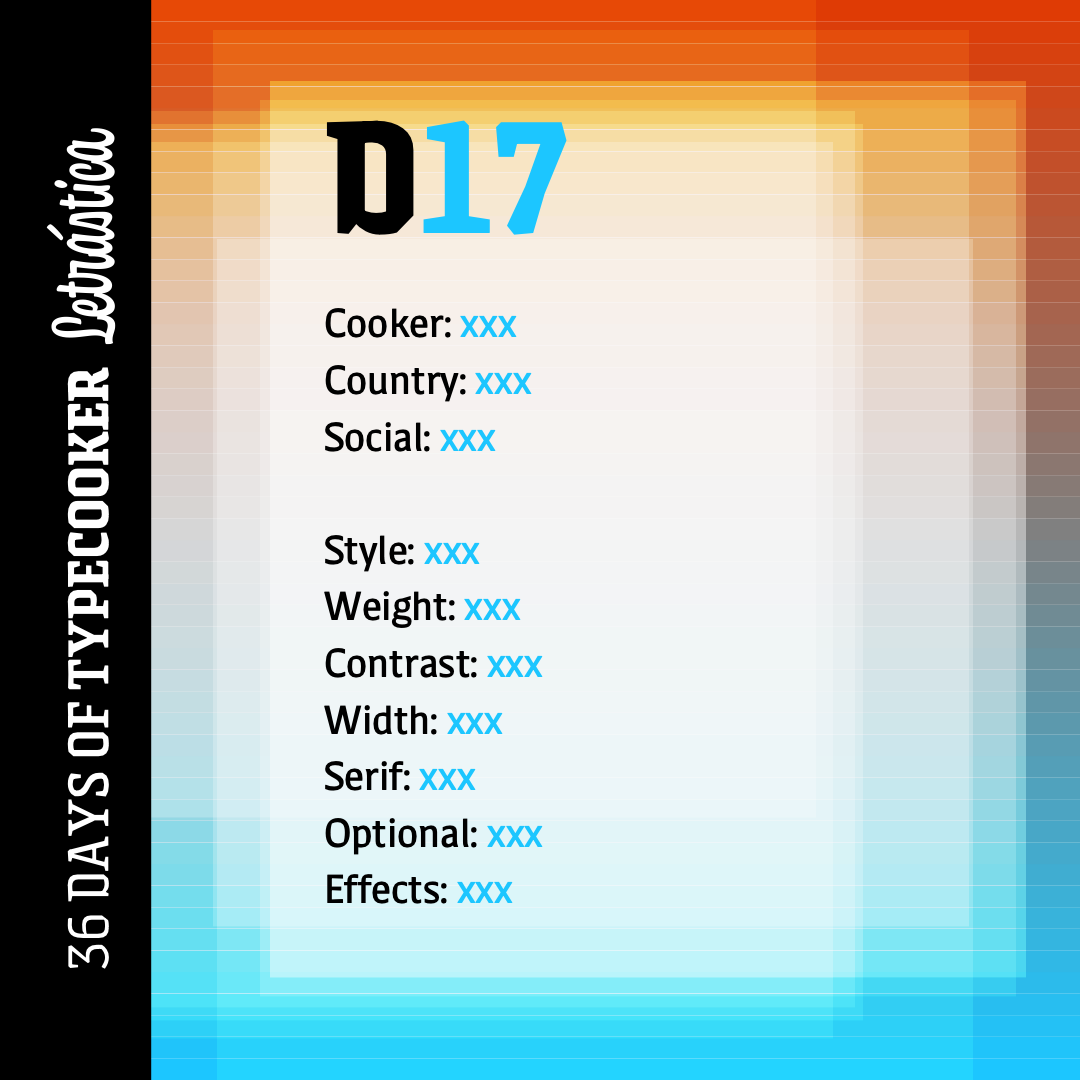 36 DAYS OF TYPECOOKER Letrástica
D17
Cooker: xxx
Country: xxx
Social: xxx
Style: xxx
Weight: xxx
Contrast: xxx
Width: xxx
Serif: xxx
Optional: xxx
Effects: xxx